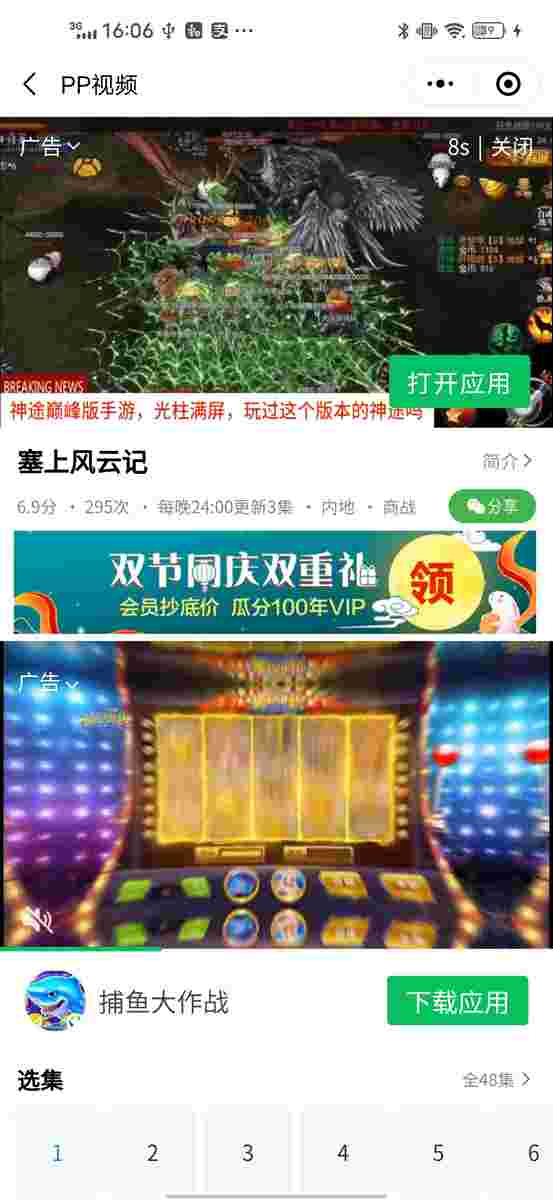 3G 16:06 支 ···
PP视频
广告
8s 关闭
BREAKING NEWS
打开应用
神途巅峰版手游，光柱满屏，玩过这个版本的神途吗
塞上风云记
简介
6.9分 · 295次 · 每晚24:00更新3集 · 内地 · 商战
分享
双节同庆双重礼
会员抄底价 瓜分100年VIP
领
广告
捕鱼大作战
下载应用
选集
全48集
1 2 3 4 5 6